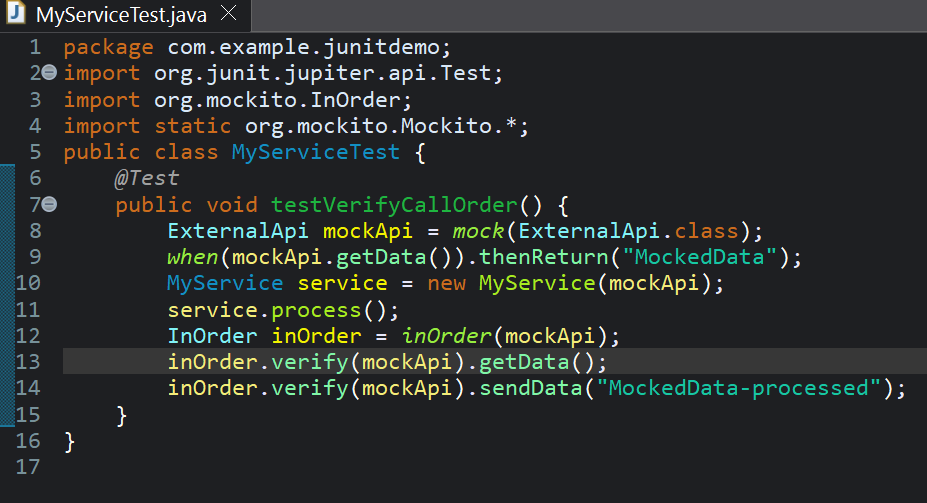 MyServiceTest.java
1 package com.example.junitdemo;
2 import org.junit.jupiter.api.Test;
3 import org.mockito.InOrder;
4 import static org.mockito.Mockito.*;
5 public class MyServiceTest {
6     @Test
7     public void testVerifyCallOrder() {
8         ExternalApi mockApi = mock(ExternalApi.class);
9         when(mockApi.getData()).thenReturn("MockedData");
10         MyService service = new MyService(mockApi);
11         service.process();
12         InOrder inOrder = inOrder(mockApi);
13         inOrder.verify(mockApi).getData();
14         inOrder.verify(mockApi).sendData("MockedData-processed");
15     }
16 }
17